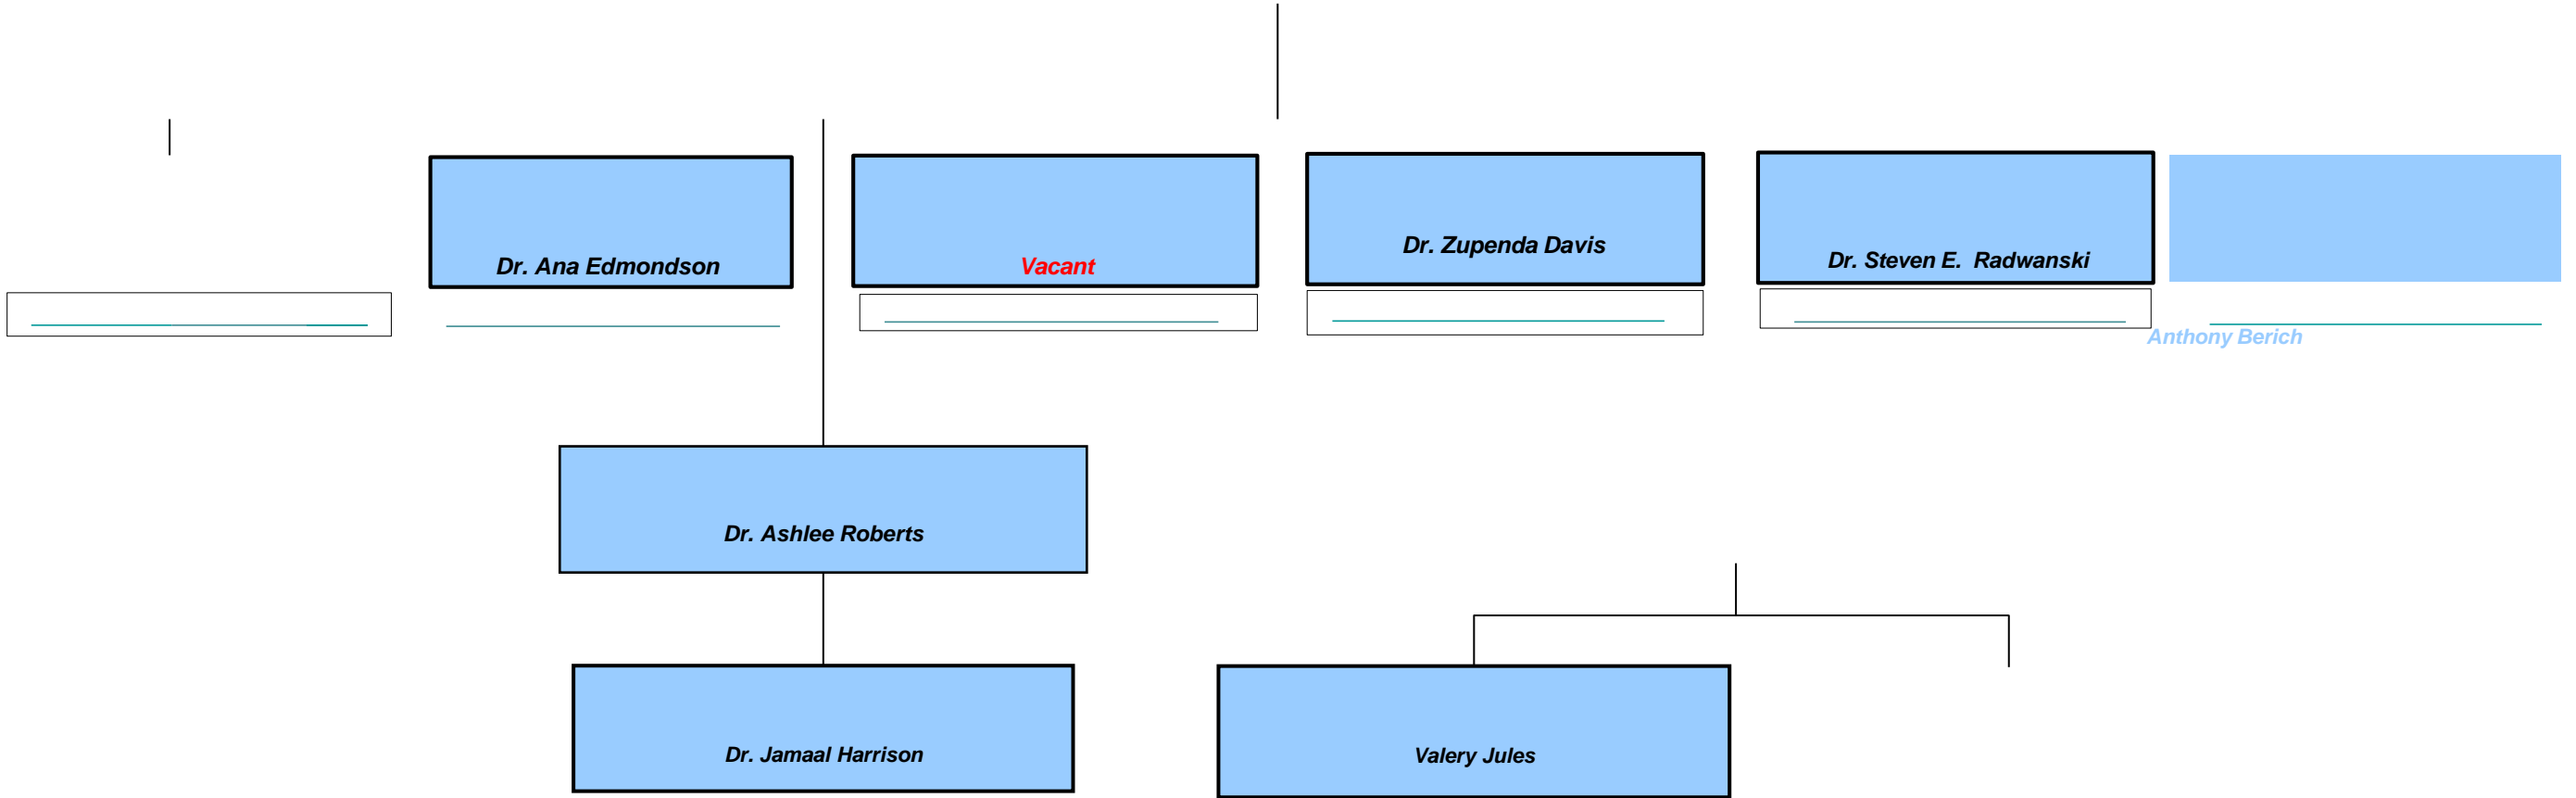 Dr. Ana Edmondson
Vacant
Dr. Zupenda Davis
Dr. Steven E. Radwanski
Anthony Berich
Dr. Ashlee Roberts
Dr. Jamaal Harrison
Valery Jules